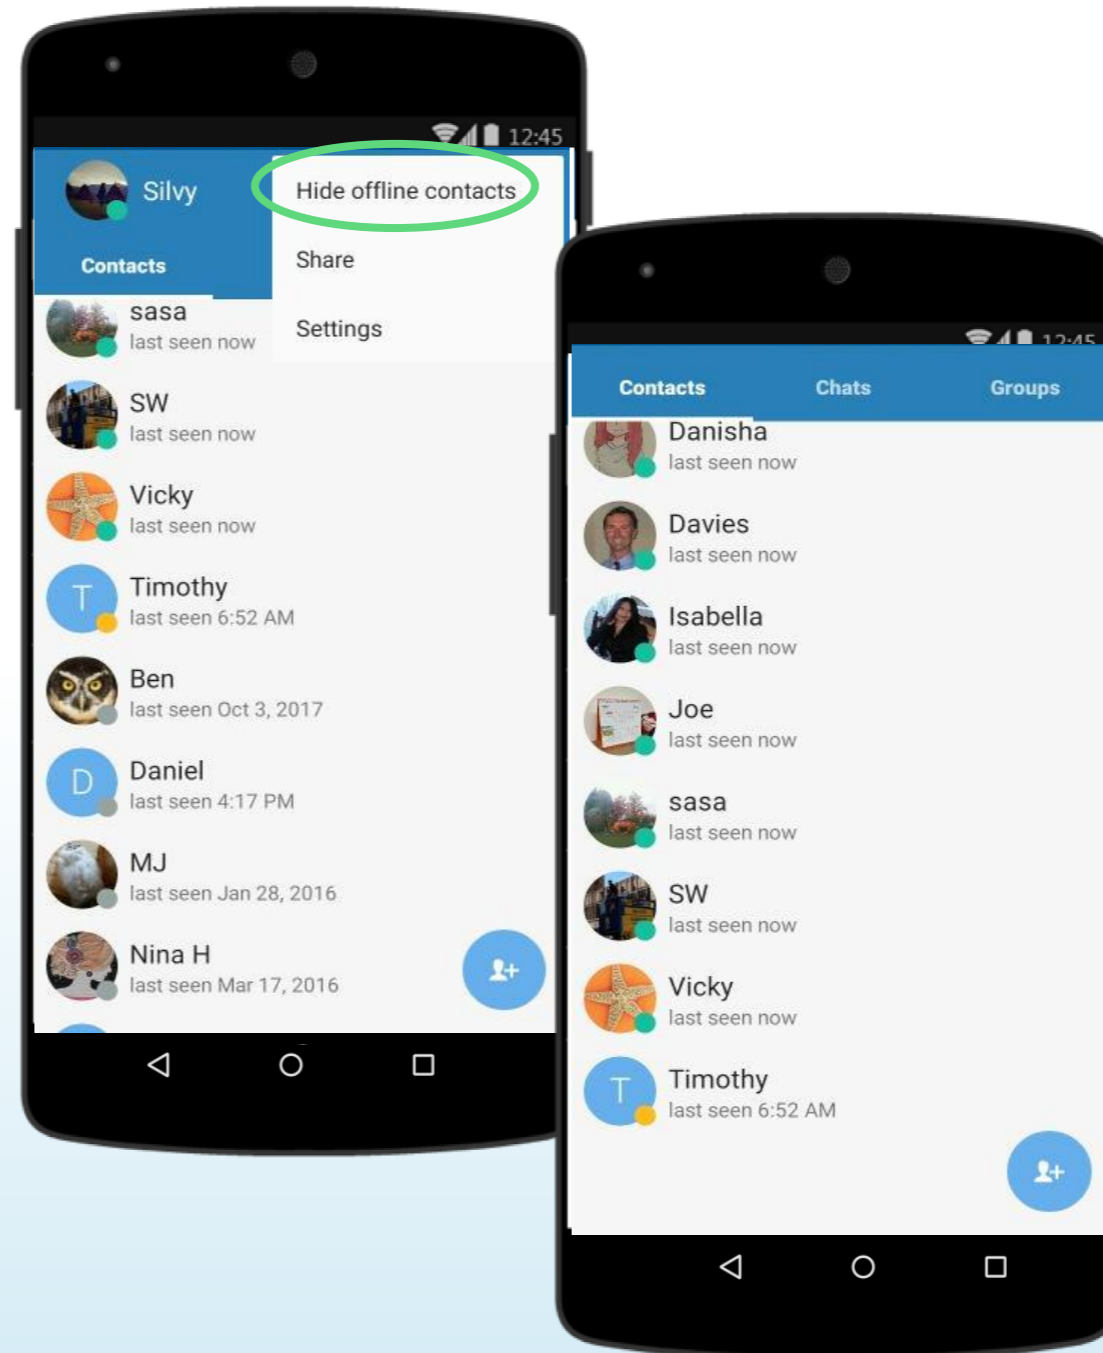 12:45
Silvy
Hide offline contacts
Contacts
Share
Settings
sasa
last seen now
SW
last seen now
Vicky
last seen now
T
Timothy
last seen 6:52 AM
Ben
last seen Oct 3, 2017
D
Daniel
last seen 4:17 PM
MJ
last seen Jan 28, 2016
Nina H
last seen Mar 17, 2016
12:45
Contacts Chats Groups
Danisha
last seen now
Davies
last seen now
Isabella
last seen now
Joe
last seen now
sasa
last seen now
SW
last seen now
Vicky
last seen now
T
Timothy
last seen 6:52 AM